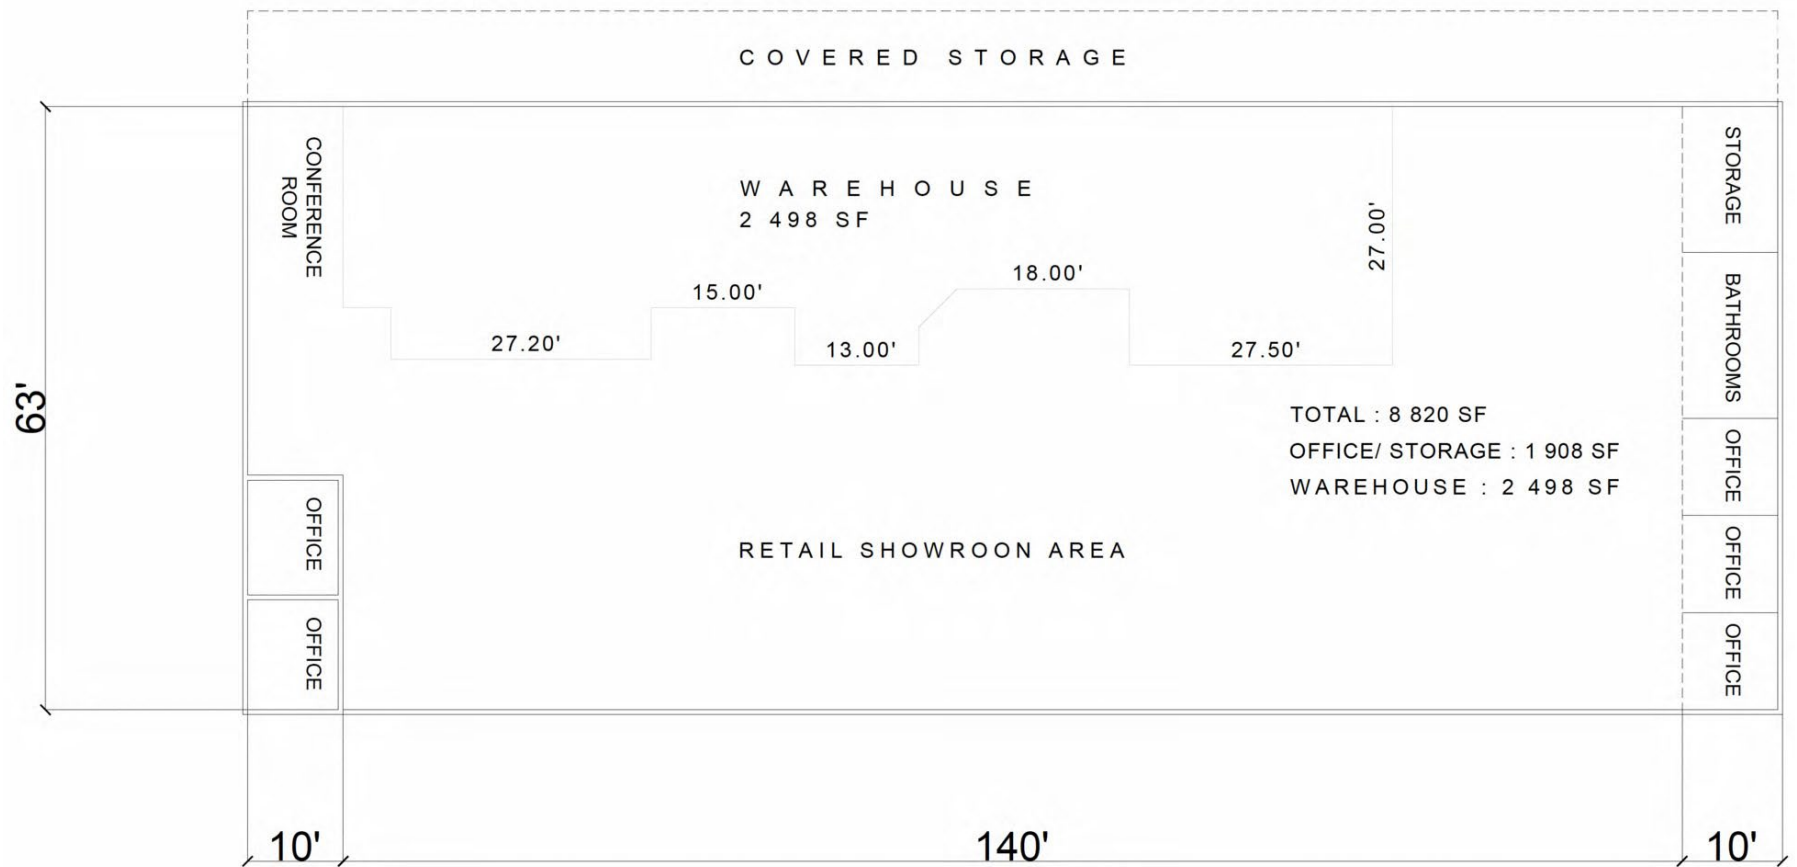 COVERED STORAGE
CONFERENCE
ROOM
WAREHOUSE
2 498 SF
STORAGE
27.00'
18.00'
15.00'
27.20'
13.00'
27.50'
BATHROOMS
63'
TOTAL : 8 820 SF
OFFICE/ STORAGE : 1 908 SF
WAREHOUSE : 2 498 SF
OFFICE
OFFICE
RETAIL SHOWROON AREA
OFFICE
OFFICE
OFFICE
10'
140'
10'